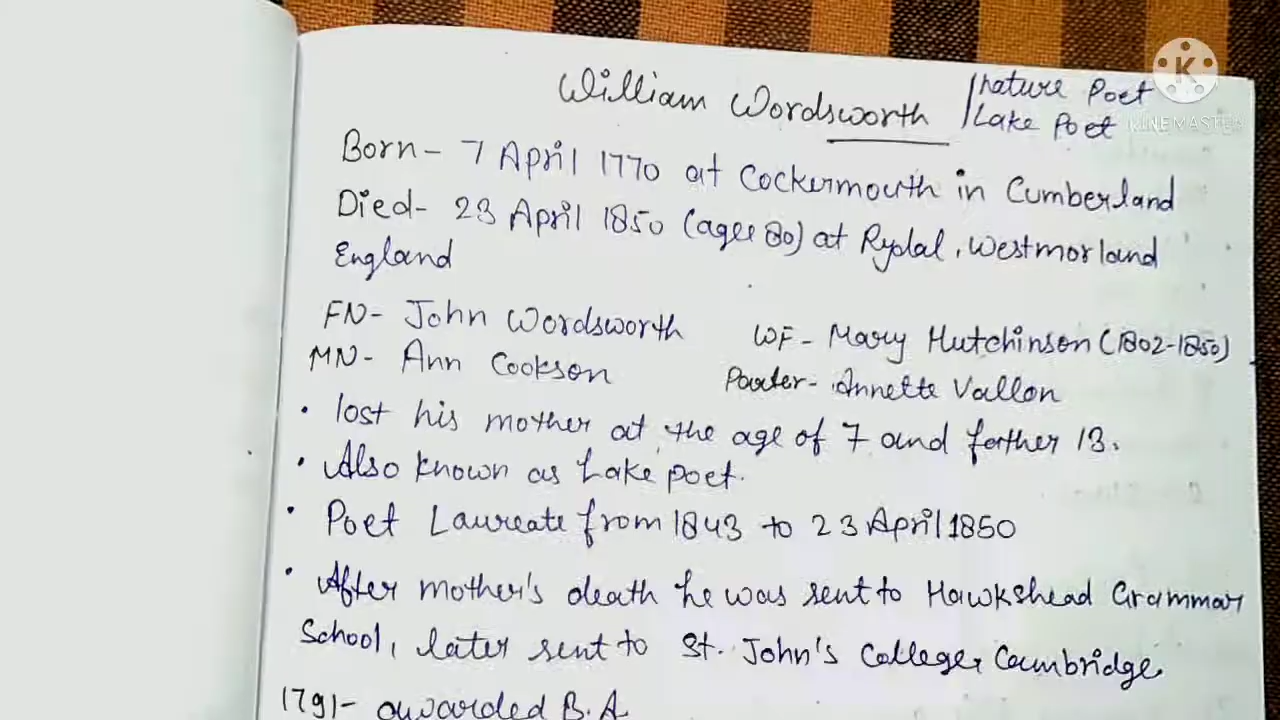 William Wordsworth
nature Poet
Lake Poet
K
KINEMASTER
Born- 7 April 1770 at Cockermouth in Cumberland
Died- 23 April 1850 (age 80) at Rydal, Westmorland
England
FN- John Wordsworth
WF- Mary Hutchinson (1802-1850)
MN- Ann Cookson
Annette Vallon
• lost his mother at the age of 7 and father 13.
• Also known as Lake poet.
• Poet Laureate from 1843 to 23 April 1850
• After mother's death he was sent to Hawkshead Grammar
School, later sent to St. John's College, Cambridge
1791- awarded B.A